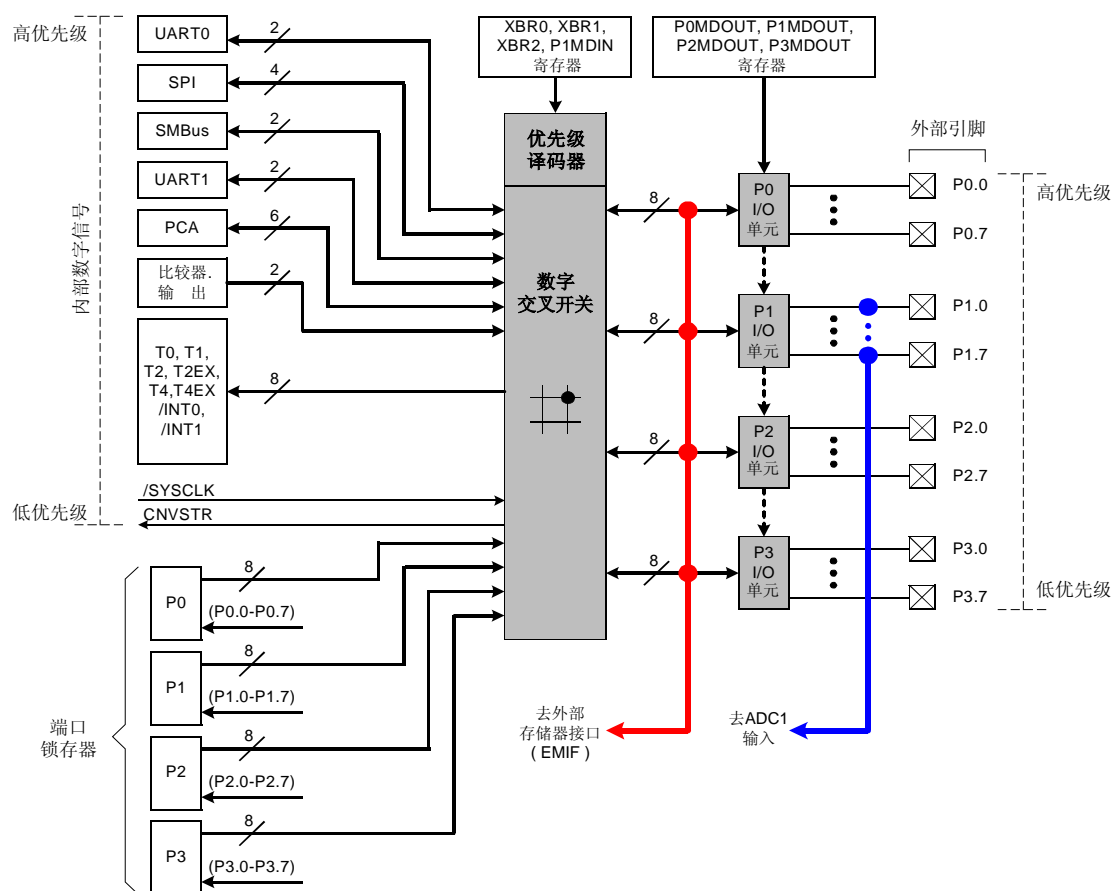 高优先级
内部数字信号
低优先级
UART0
2
SPI
4
SMBus
2
UART1
2
PCA
6
比较器.
输 出
2
T0, T1,
T2, T2EX,
T4,T4EX
/INT0,
/INT1
8
/SYSCLK
CNVSTR
XBR0, XBR1,
XBR2, P1MDIN
寄存器
P0MDOUT, P1MDOUT,
P2MDOUT, P3MDOUT
寄存器
优先级
译码器
数字
交叉开关
8
8
8
8
P0
I/O
单元
P1
I/O
单元
P2
I/O
单元
P3
I/O
单元
外部引脚
P0.0
P0.7
P1.0
P1.7
P2.0
P2.7
P3.0
P3.7
高优先级
低优先级
端口
锁存器
P0
8
(P0.0-P0.7)
P1
8
(P1.0-P1.7)
P2
8
(P2.0-P2.7)
P3
8
(P3.0-P3.7)
去外部
存储器接口
( EMIF )
去ADC1
输入